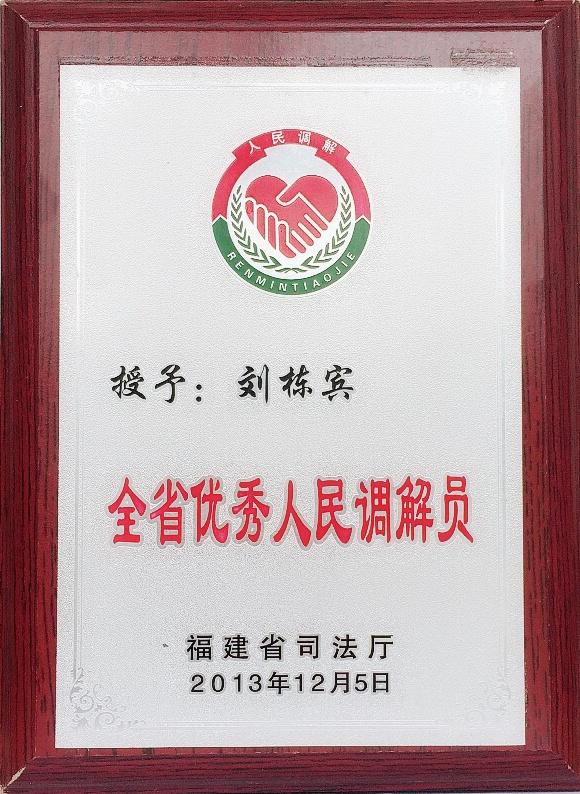 人民调解
RENMINTIAOJIE
授予：刘栋宾
全省优秀人民调解员
福建省司法厅
2013年12月5日